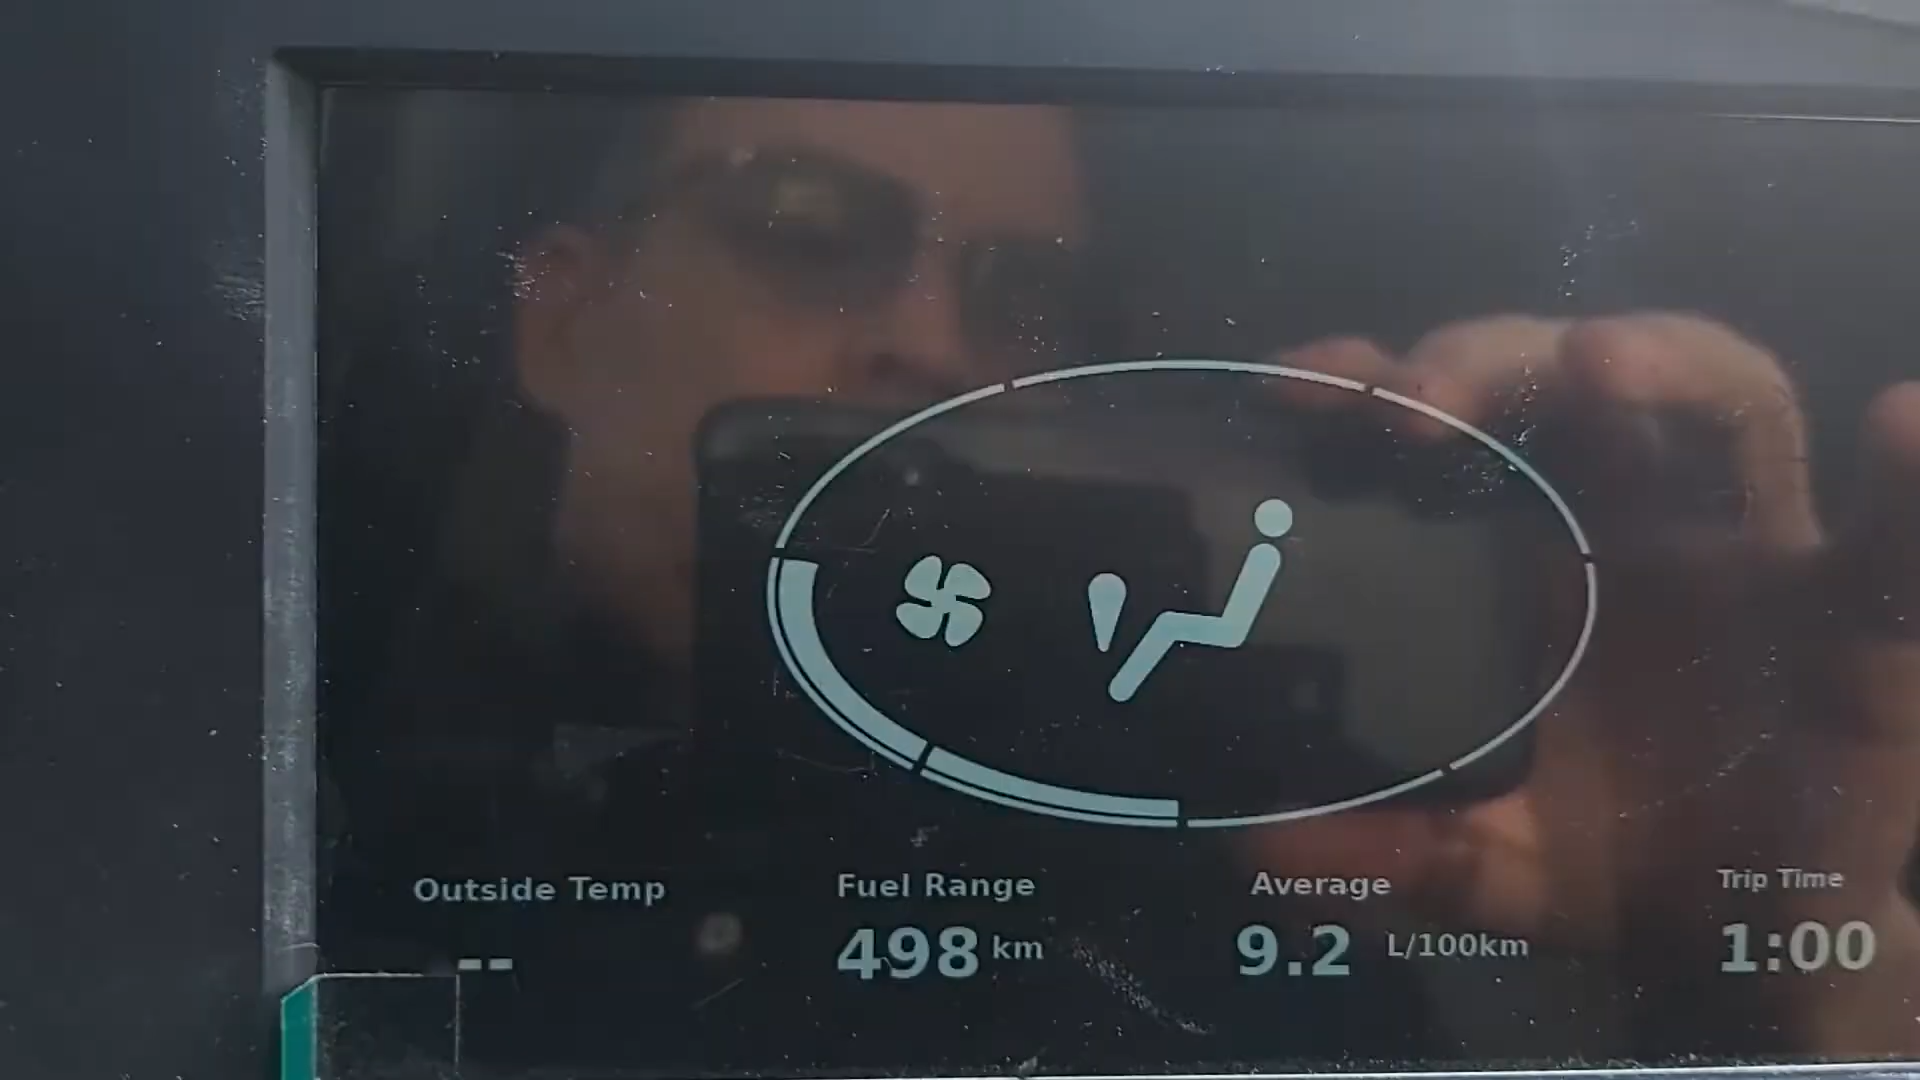 Outside Temp
--
Fuel Range
498 km
Average
9.2 L/100km
Trip Time
1:00